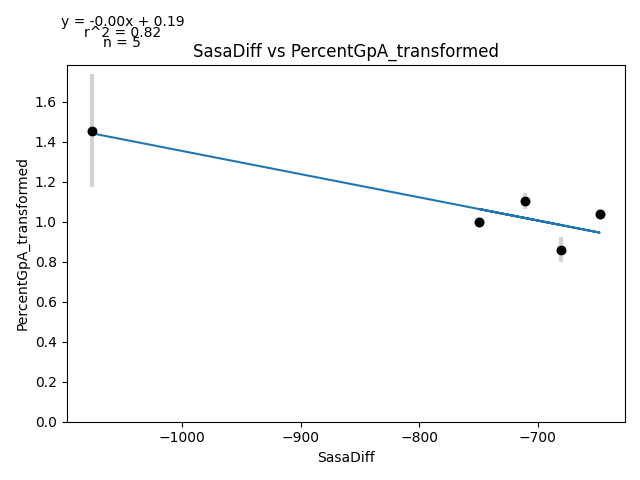 y = -0.00x + 0.19
r^2 = 0.82
n = 5
SasaDiff vs PercentGpA_transformed
PercentGpA_transformed
1.6
1.4
1.2
1.0
0.8
0.6
0.4
0.2
0.0
−1000
−900
−800
−700
SasaDiff